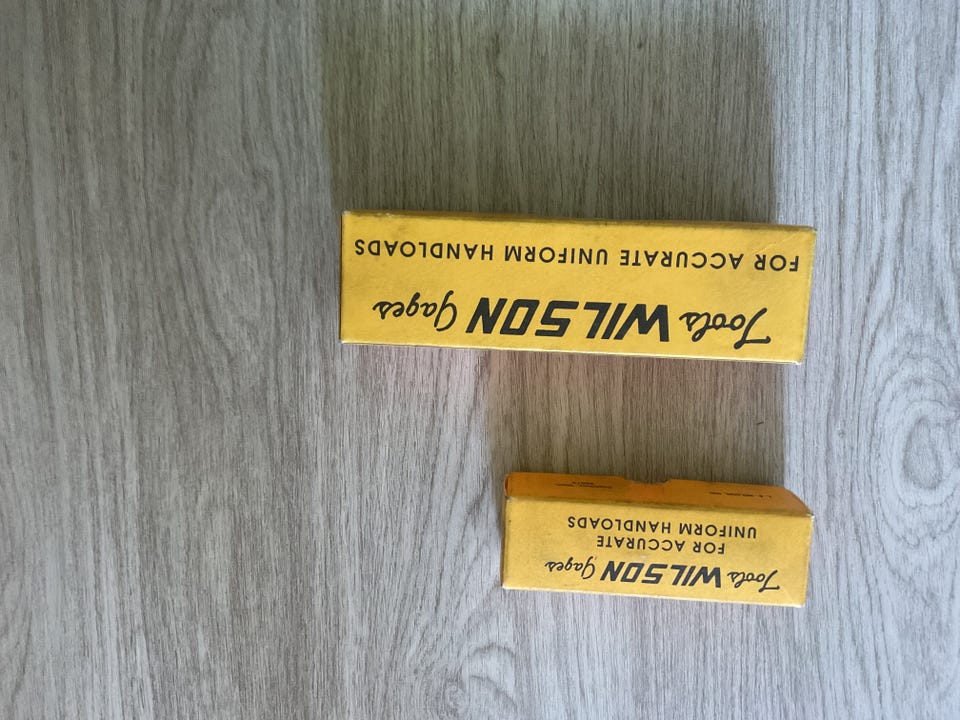 Tools WILSON Gages
FOR ACCURATE UNIFORM HANDLOADS
Tools WILSON Gages
FOR ACCURATE
UNIFORM HANDLOADS